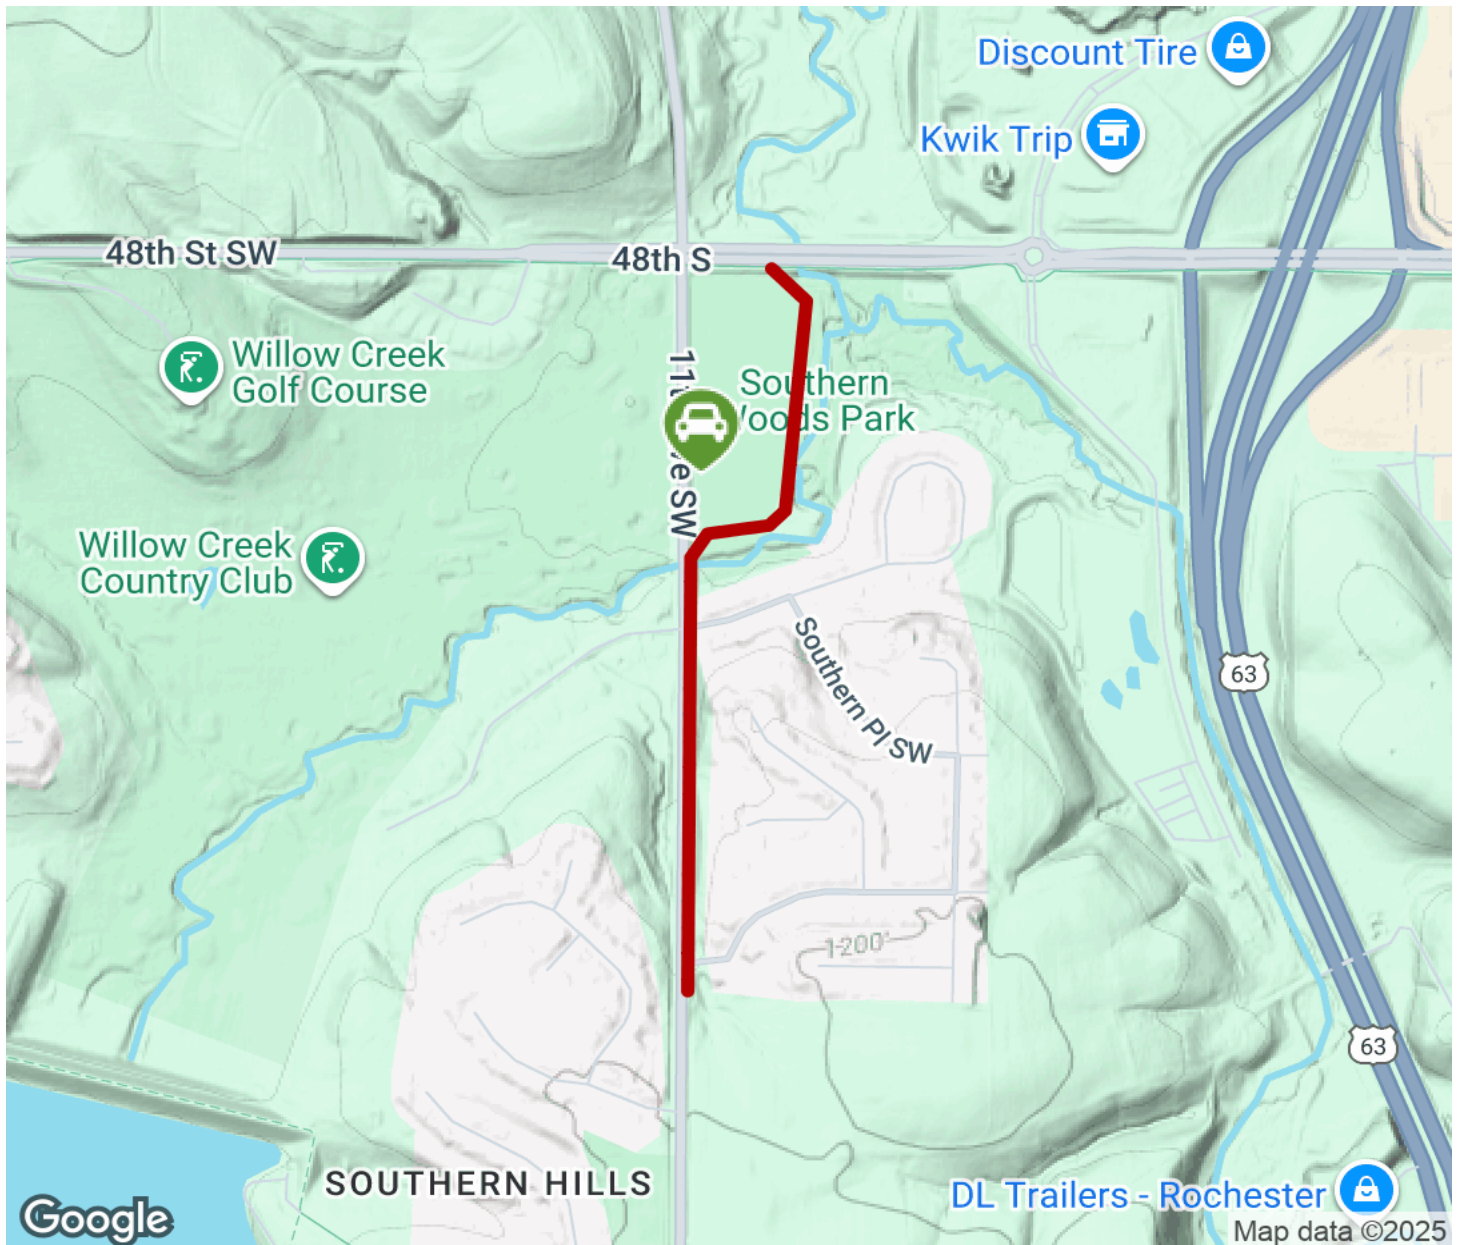 Discount Tire
Kwik Trip
48th St SW
48th S
Willow Creek
Golf Course
Southern
Woods Park
SW
Willow Creek
Country Club
Southern Pl SW
63
1200'
63
SOUTHERN HILLS
DL Trailers - Rochester
Google
Map data ©2025